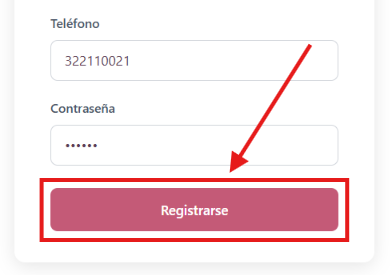 Teléfono
322110021
Contraseña
••••••
Registrarse